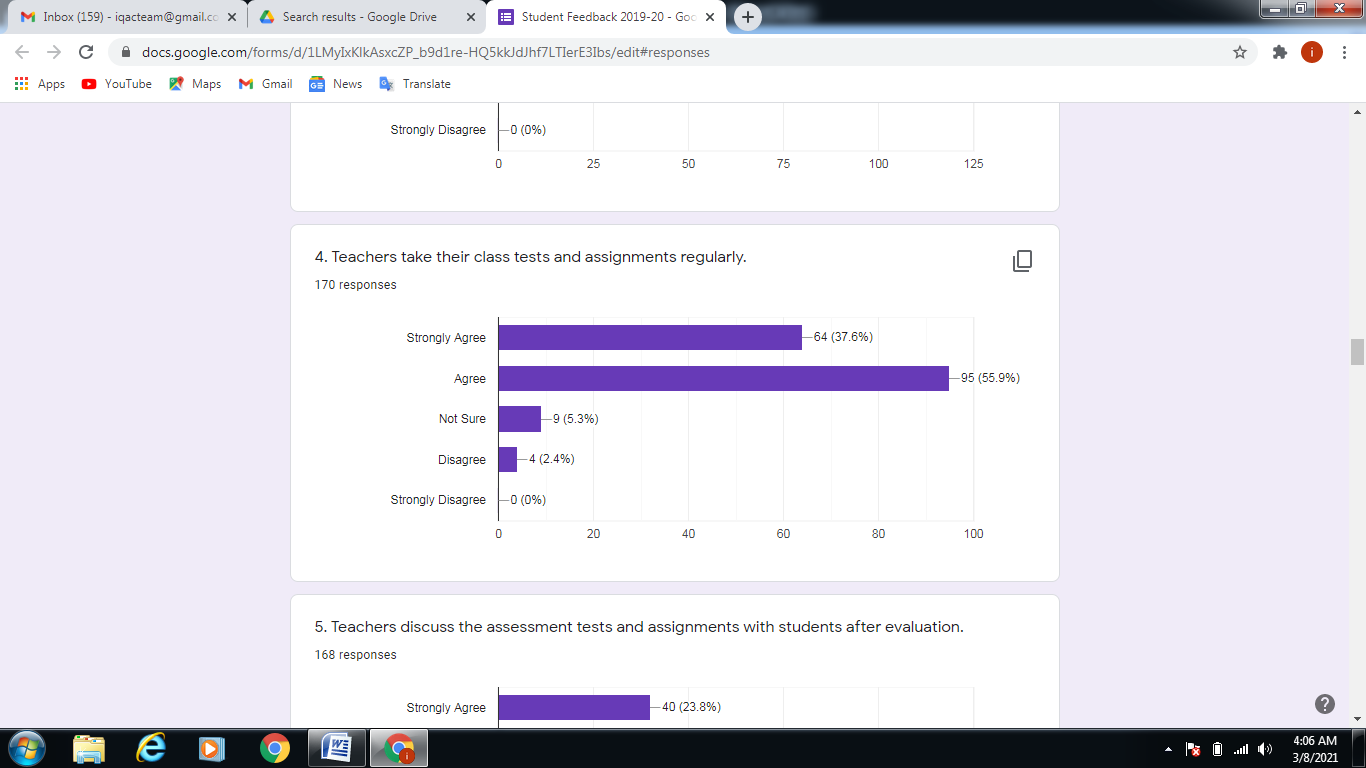 Inbox (159) - iqacteam@gmail.co
Search results - Google Drive
Student Feedback 2019-20 - Goo
docs.google.com/forms/d/1LMyIxKlkAsxcZP_b9d1re-HQ5kkJdJhf7LTIerE3Ibs/edit#responses
i
Apps
YouTube
Maps
Gmail
News
Translate
Strongly Disagree
0 (0%)
0 25 50 75 100 125
4. Teachers take their class tests and assignments regularly.
170 responses
Strongly Agree 64 (37.6%)
Agree 95 (55.9%)
Not Sure 9 (5.3%)
Disagree 4 (2.4%)
Strongly Disagree 0 (0%)
0 20 40 60 80 100
5. Teachers discuss the assessment tests and assignments with students after evaluation.
168 responses
Strongly Agree 40 (23.8%)
4:06 AM
3/8/2021